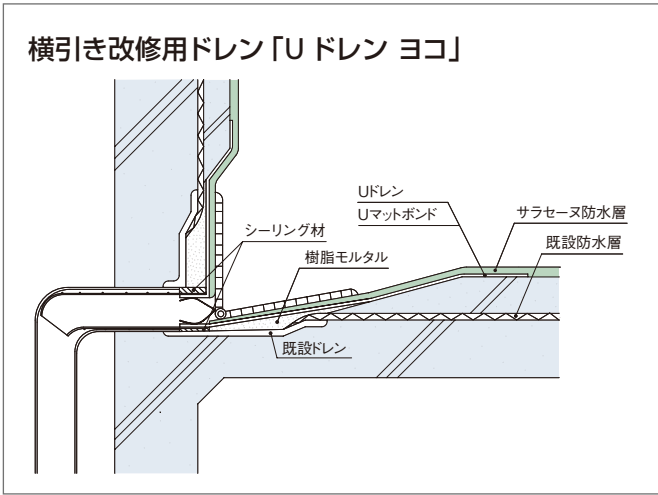 横引き改修用ドレン「U ドレン ヨコ」
Uドレン
Uマットボンド
サラセーヌ防水層
シーリング材
既設防水層
樹脂モルタル
既設ドレン